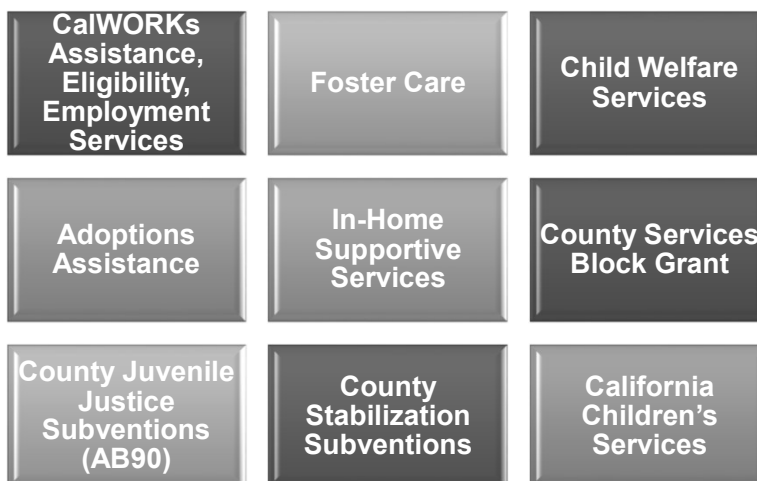 CalWORKs
Assistance,
Eligibility,
Employment
Services
Foster Care
Child Welfare
Services
Adoptions
Assistance
In-Home
Supportive
Services
County Services
Block Grant
County Juvenile
Justice
Subventions
(AB90)
County
Stabilization
Subventions
California
Children's
Services